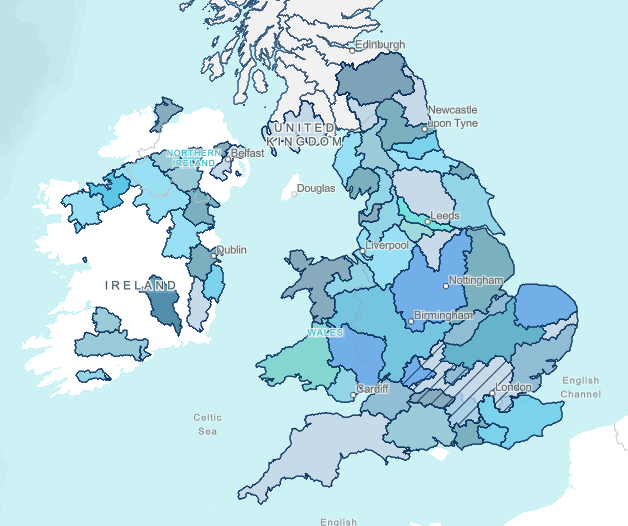 Edinburgh
Newcastle
upon Tyne
UNITED
KINGDOM
NORTHERN
IRELAND
Belfast
Douglas
Leeds
Dublin
Liverpool
IRELAND
Nottingham
Birmingham
WALES
Cardiff
London
English
Channel
Celtic
Sea
English